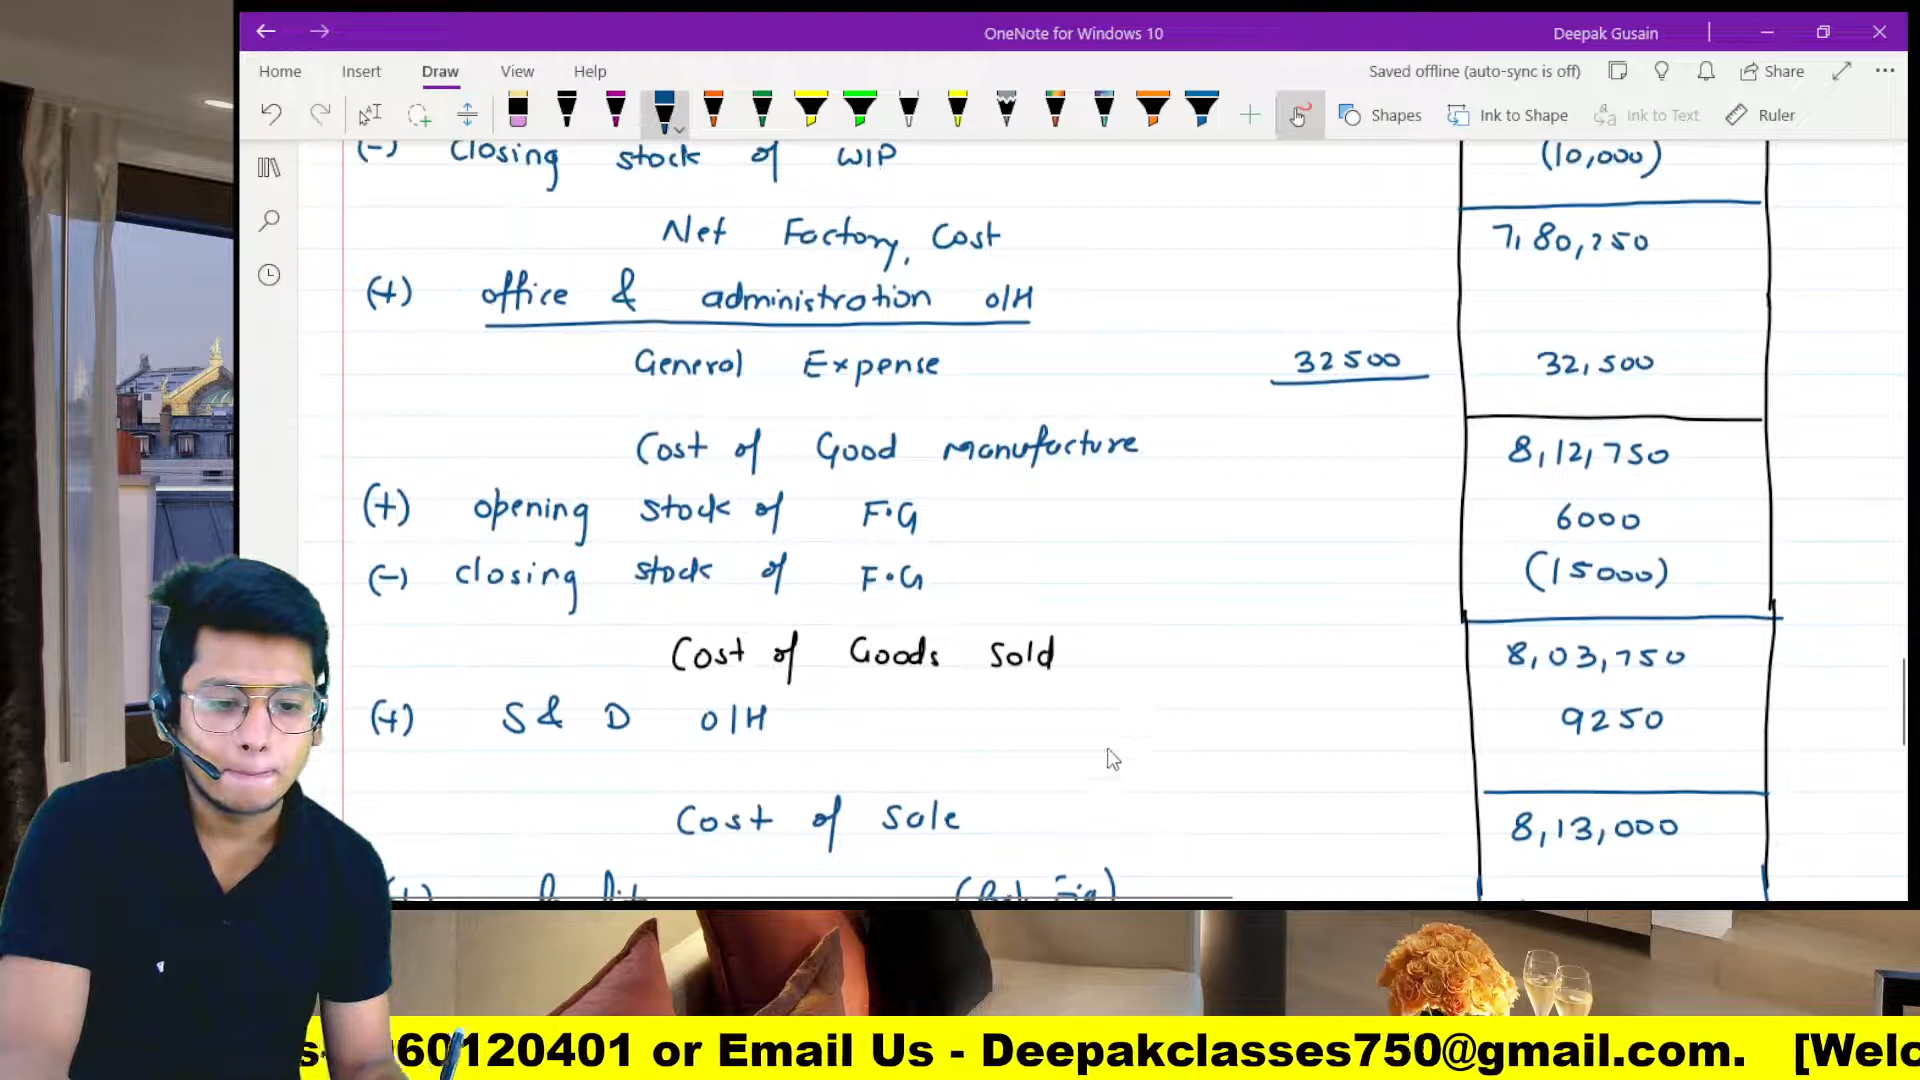 OneNote for Windows 10
Deepak Gusain
Home Insert Draw View Help
Saved offline (auto-sync is off)
Share
Shapes
Ink to Shape
Ink to Text
Ruler
(-) closing stock of WIP (10,000)
Net Factory, Cost 7,80,250
(+) office & administration O/H
General Expense 32500 32,500
Cost of Good manufacture 8,12,750
(+) opening stock of F.G 6000
(-) closing stock of F.G (15000)
Cost of Goods Sold 8,03,750
(+) S & D O/H 9250
Cost of Sale 8,13,000
60120401 or Email Us - Deepakclasses750@gmail.com. [Welc